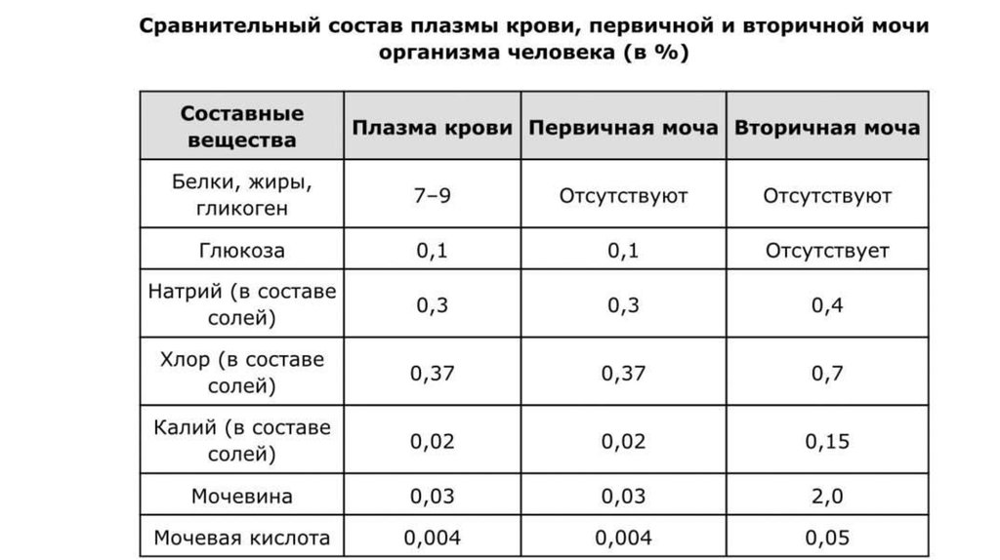 Сравнительный состав плазмы крови, первичной и вторичной мочи
организма человека (в %)
Составные
вещества
Плазма крови
Первичная моча
Вторичная моча
Белки, жиры,
гликоген
7–9
Отсутствуют
Отсутствуют
Глюкоза
0,1
0,1
Отсутствует
Натрий (в составе
солей)
0,3
0,3
0,4
Хлор (в составе
солей)
0,37
0,37
0,7
Калий (в составе
солей)
0,02
0,02
0,15
Мочевина
0,03
0,03
2,0
Мочевая кислота
0,004
0,004
0,05